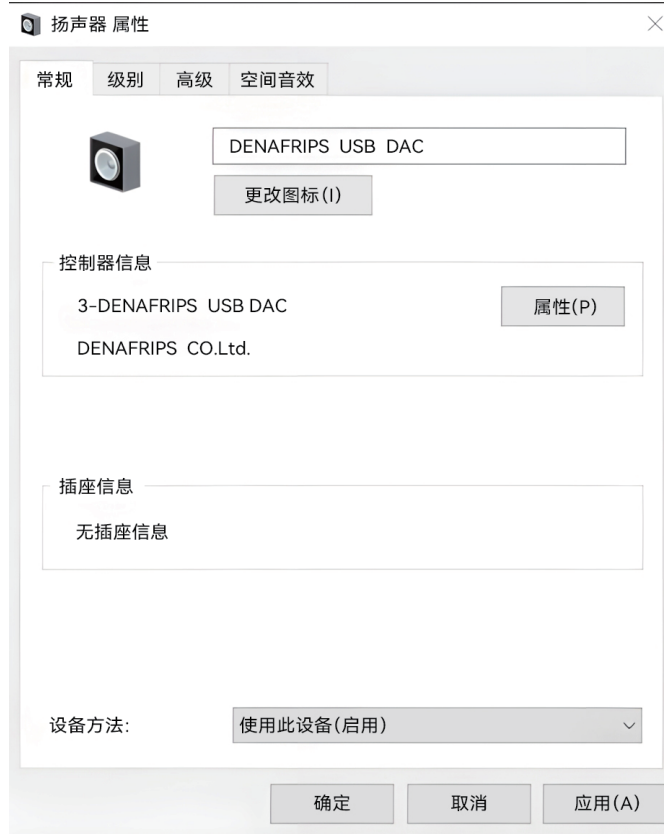 扬声器 属性
常规 级别 高级 空间音效
DENAFRIPS USB DAC
更改图标(I)
控制器信息
3-DENAFRIPS USB DAC
属性(P)
DENAFRIPS CO.Ltd.
插座信息
无插座信息
设备方法:
使用此设备(启用)
确定 取消 应用(A)